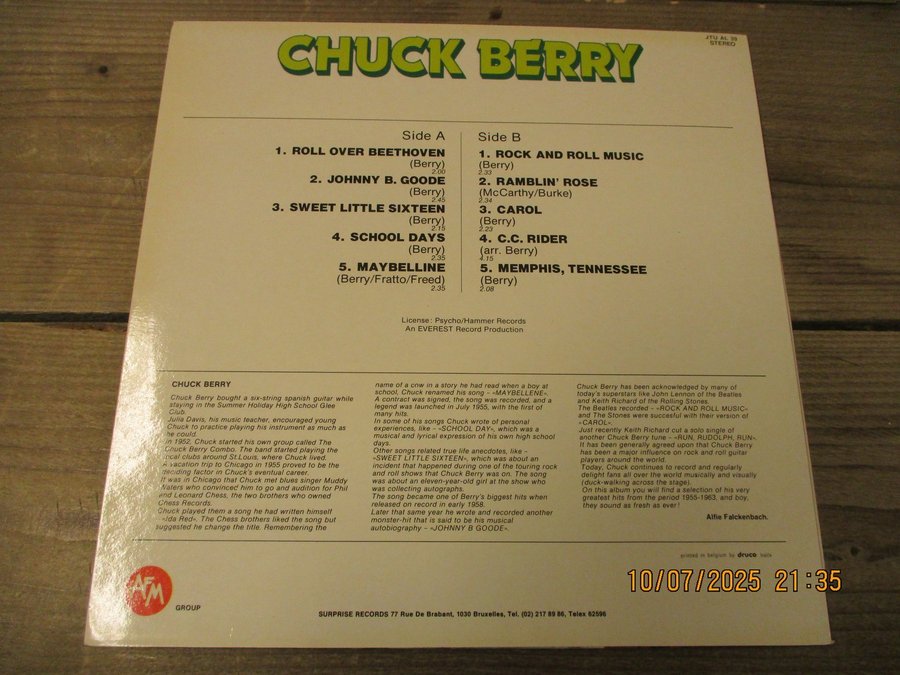 CHUCK BERRY
JTU AL 39
STEREO
Side A
1. ROLL OVER BEETHOVEN
(Berry)
2.00
2. JOHNNY B. GOODE
(Berry)
2.45
3. SWEET LITTLE SIXTEEN
(Berry)
2.15
4. SCHOOL DAYS
(Berry)
2.35
5. MAYBELLINE
(Berry/Fratto/Freed)
2.35
Side B
1. ROCK AND ROLL MUSIC
(Berry)
2.33
2. RAMBLIN' ROSE
(McCarthy/Burke)
2.34
3. CAROL
(Berry)
2.23
4. C.C. RIDER
(arr. Berry)
4.15
5. MEMPHIS, TENNESSEE
(Berry)
2.08
License: Psycho/Hammer Records
An EVEREST Record Production
CHUCK BERRY
Chuck Berry bought a six-string spanish guitar while
staying in the Summer Holiday High School Glee
Club.
Julia Davis, his music teacher, encouraged young
Chuck to practice playing his instrument as much as
he could.
In 1952, Chuck started his own group called The
Chuck Berry Combo. The band started playing the
local clubs around St.Louis, where Chuck lived.
A vacation trip to Chicago in 1955 proved to be the
deciding factor in Chuck's eventual career.
It was in Chicago that Chuck met blues singer Muddy
Waters who convinced him to go and audition for Phil
and Leonard Chess, the two brothers who owned
Chess Records.
Chuck played them a song he had written himself
- «Ida Red». The Chess brothers liked the song but
suggested he change the title. Remembering the
name of a cow in a story he had read when a boy at
school, Chuck renamed his song - «MAYBELLENE».
A contract was signed, the song was recorded, and a
legend was launched in July 1955, with the first of
many hits.
In some of his songs Chuck wrote of personal
experiences, like - «SCHOOL DAY», which was a
musical and lyrical expression of his own high school
days.
Other songs related true life anecdotes, like -
«SWEET LITTLE SIXTEEN», which was about an
incident that happened during one of the touring rock
and roll shows that Chuck Berry was on. The song
was about an eleven-year-old girl at the show who
was collecting autographs.
The song became one of Berry's biggest hits when
released on record in early 1958.
Later that same year he wrote and recorded another
monster-hit that is said to be his musical
autobiography - «JOHNNY B GOODE».
Chuck Berry has been acknowledged by many of
today's superstars like John Lennon of the Beatles
and Keith Richard of the Rolling Stones.
The Beatles recorded - «ROCK AND ROLL MUSIC»
and The Stones were succesful with their version of
«CAROL».
Just recently Keith Richard cut a solo single of
another Chuck Berry tune - «RUN, RUDOLPH, RUN».
It has been generally agreed upon that Chuck Berry
has been a major influence on rock and roll guitar
players around the world.
Today, Chuck continues to record and regularly
delight fans all over the world musically and visually
(duck-walking across the stage).
On this album you will find a selection of his very
greatest hits from the period 1955-1963, and boy,
they sound as fresh as ever!
Alfie Falckenbach.
printed in belgium by druco halle
AFM
GROUP
SURPRISE RECORDS 77 Rue De Brabant, 1030 Bruxelles, Tel. (02) 217 89 86, Telex 62596
10/07/2025 21:35